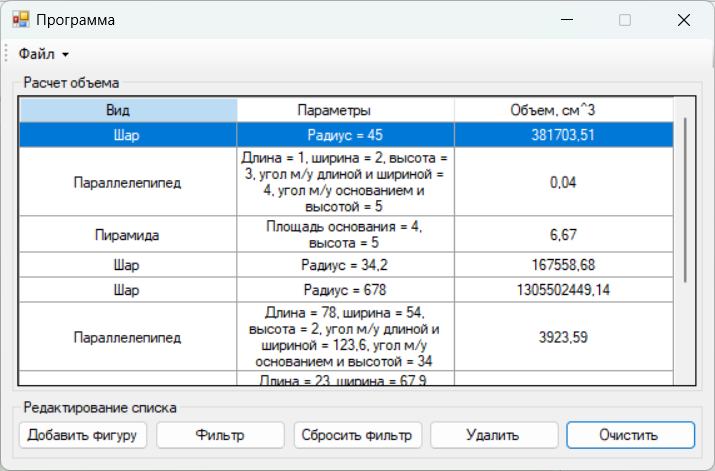 Программа
Файл
Расчет объема
Вид Параметры Объем, см^3
Шар Радиус = 45 381703,51
Длина = 1, ширина = 2, высота =
3, угол м/у длиной и шириной =
Параллелепипед 0,04
4, угол м/у основанием и
высотой = 5
Площадь основания = 4,
Пирамида 6,67
высота = 5
Шар Радиус = 34,2 167558,68
Шар Радиус = 678 1305502449,14
Длина = 78, ширина = 54,
высота = 2, угол м/у длиной и
Параллелепипед 3923,59
шириной = 123,6, угол м/у
основанием и высотой = 34
Длина = 23, ширина = 67,9
Редактирование списка
Добавить фигуру Фильтр Сбросить фильтр Удалить Очистить